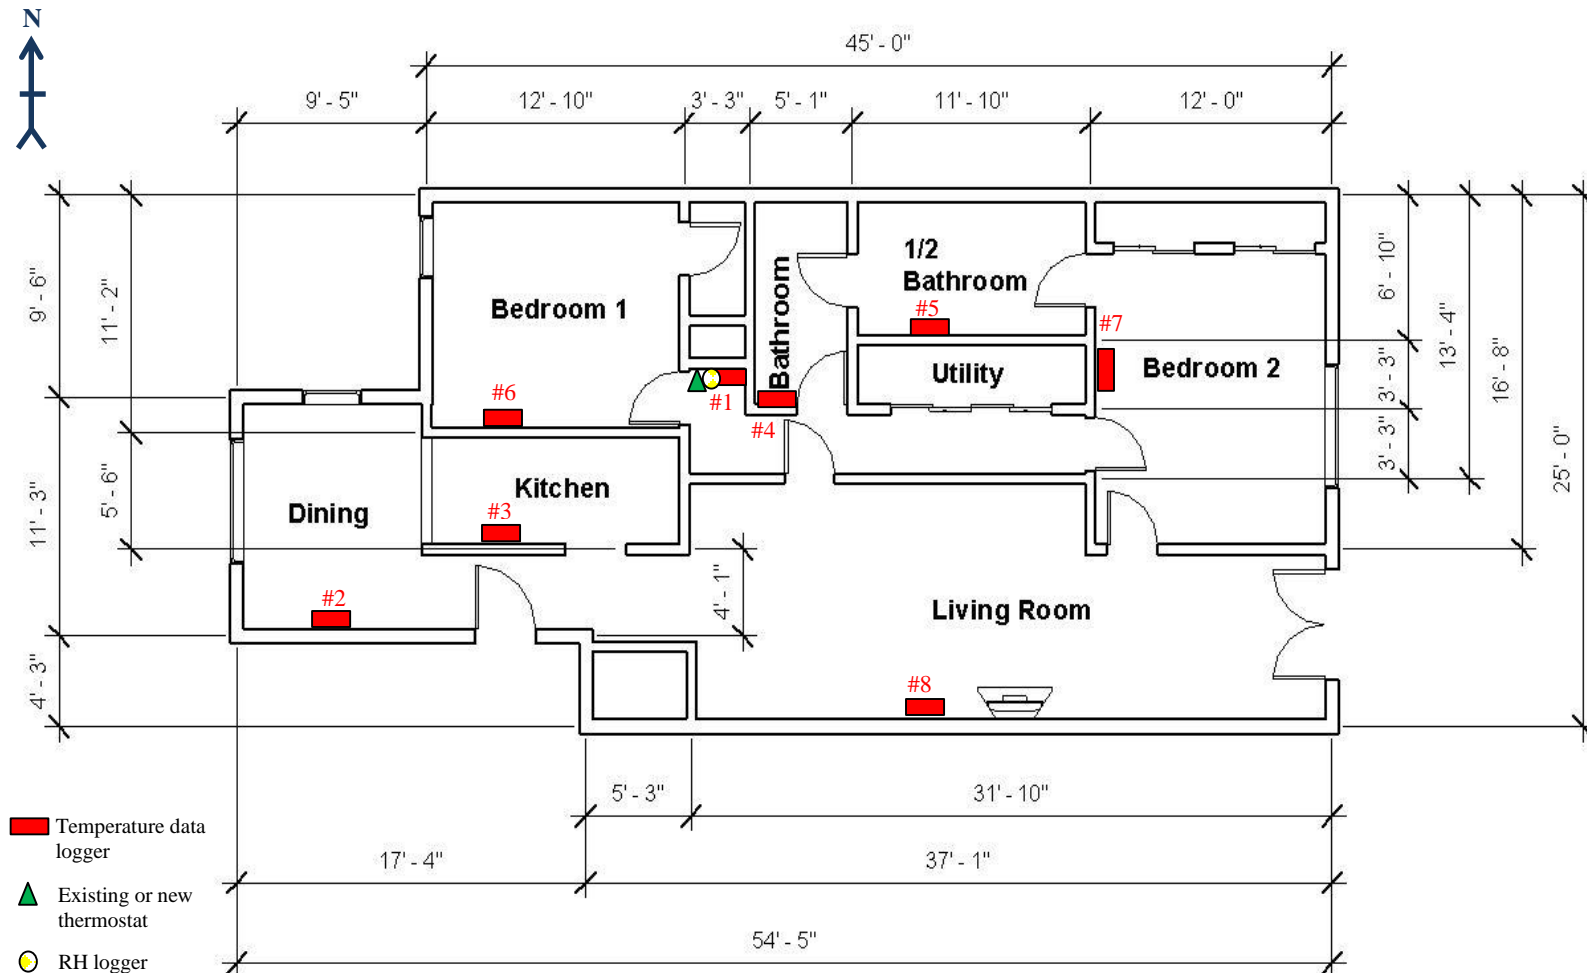 N
45' - 0"
9' - 5"
12' - 10"
3' - 3"
5' - 1"
11' - 10"
12' - 0"
9' - 6"
11' - 2"
5' - 6"
11' - 3"
4' - 3"
6' - 10"
3' - 3"
3' - 3"
13' - 4"
16' - 8"
25' - 0"
Bedroom 1
Bathroom
1/2
Bathroom
#5
#7
Utility
Bedroom 2
#6
#1
#4
Kitchen
#3
Dining
#2
4' - 1"
Living Room
#8
5' - 3"
31' - 10"
17' - 4"
37' - 1"
54' - 5"
Temperature data
logger
Existing or new
thermostat
RH logger